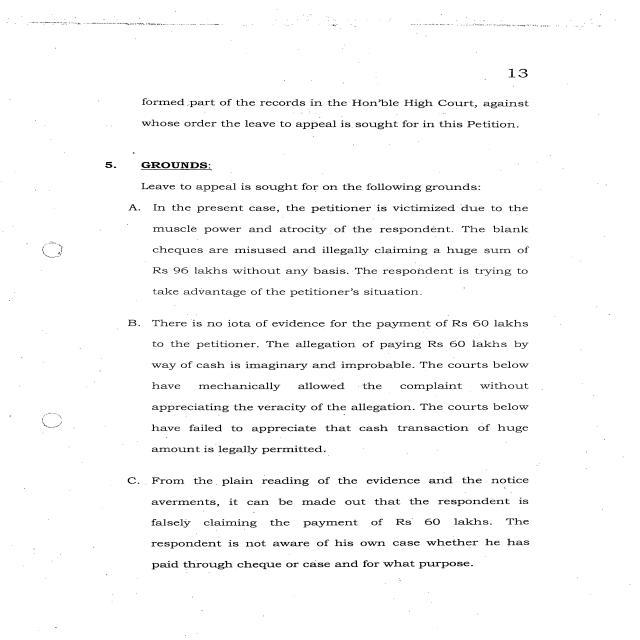 13
formed part of the records in the Hon'ble High Court, against
whose order the leave to appeal is sought for in this Petition.
5. GROUNDS:
Leave to appeal is sought for on the following grounds:
A. In the present case, the petitioner is victimized due to the
muscle power and atrocity of the respondent. The blank
cheques are misused and illegally claiming a huge sum of
Rs 96 lakhs without any basis. The respondent is trying to
take advantage of the petitioner's situation.
B. There is no iota of evidence for the payment of Rs 60 lakhs
to the petitioner. The allegation of paying Rs 60 lakhs by
way of cash is imaginary and improbable. The courts below
have mechanically allowed the complaint without
appreciating the veracity of the allegation. The courts below
have failed to appreciate that cash transaction of huge
amount is legally permitted.
C. From the plain reading of the evidence and the notice
averments, it can be made out that the respondent is
falsely claiming the payment of Rs 60 lakhs. The
respondent is not aware of his own case whether he has
paid through cheque or case and for what purpose.